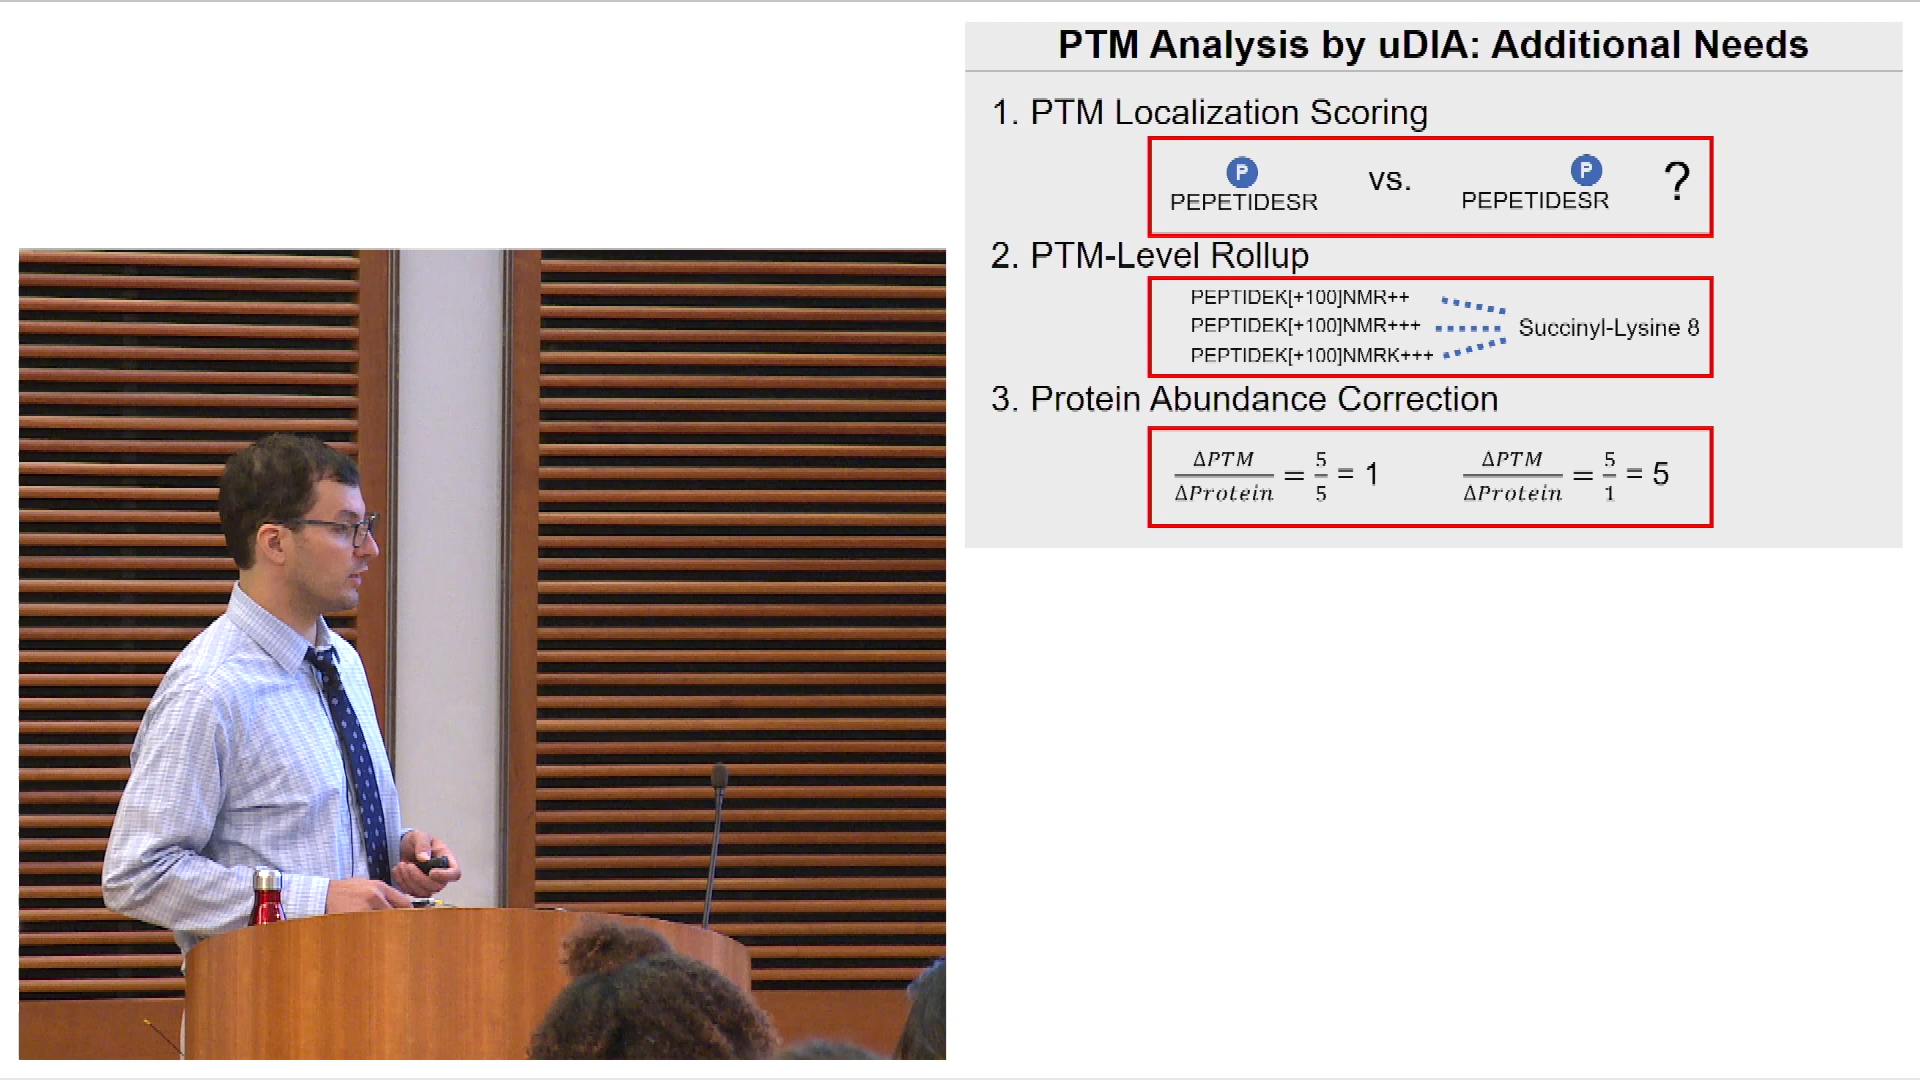 PTM Analysis by uDIA: Additional Needs
1. PTM Localization Scoring
P
PEPETIDESR
vs.
P
PEPETIDESR
?
2. PTM-Level Rollup
PEPTIDEK[+100]NMR++
PEPTIDEK[+100]NMR+++
PEPTIDEK[+100]NMRK+++
Succinyl-Lysine 8
3. Protein Abundance Correction
ΔPTM/ΔProtein = 5/5 = 1
ΔPTM/ΔProtein = 5/1 = 5